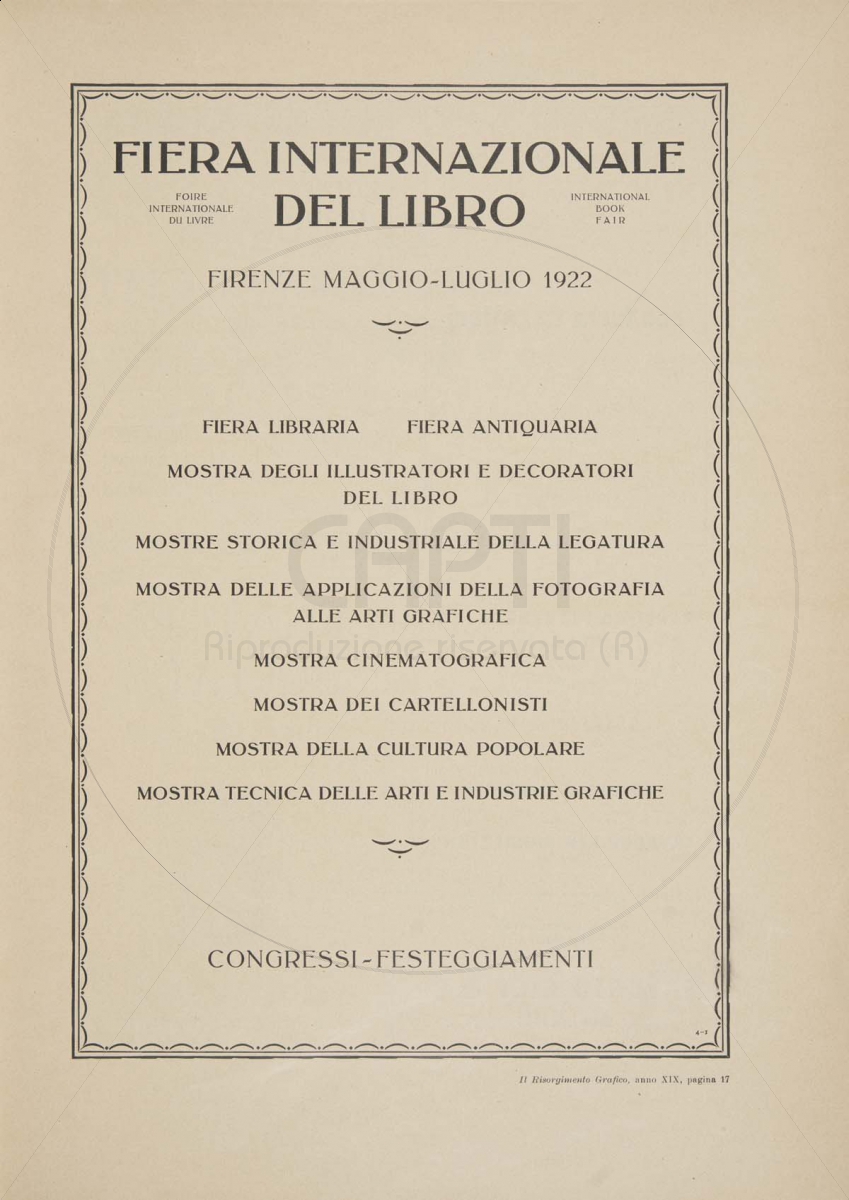 FIERA INTERNAZIONALE
FOIRE
INTERNATIONALE
DU LIVRE
DEL LIBRO
INTERNATIONAL
BOOK
FAIR
FIRENZE MAGGIO-LUGLIO 1922
FIERA LIBRARIA FIERA ANTIQUARIA
MOSTRA DEGLI ILLUSTRATORI E DECORATORI
DEL LIBRO
MOSTRE STORICA E INDUSTRIALE DELLA LEGATURA
CAPTI
MOSTRA DELLE APPLICAZIONI DELLA FOTOGRAFIA
ALLE ARTI GRAFICHE
Riproduzione riservata (R)
MOSTRA CINEMATOGRAFICA
MOSTRA DEI CARTELLONISTI
MOSTRA DELLA CULTURA POPOLARE
MOSTRA TECNICA DELLE ARTI E INDUSTRIE GRAFICHE
CONGRESSI-FESTEGGIAMENTI
Il Risorgimento Grafico, anno XIX, pagina 17